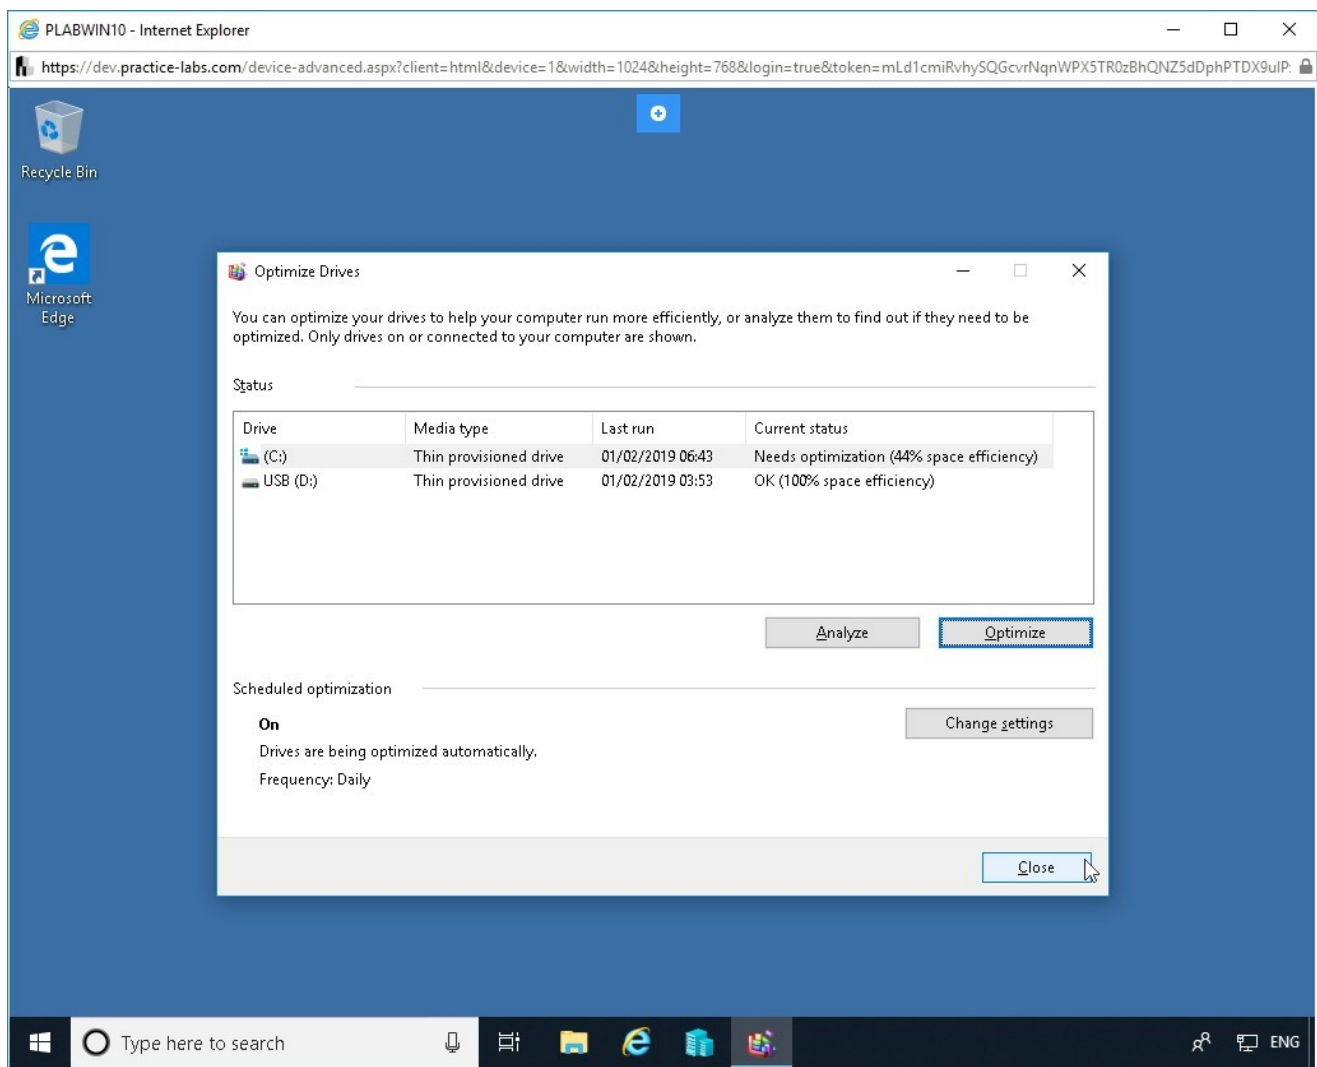 PLABWIN10 - Internet Explorer
https://dev.practice-labs.com/device-advanced.aspx?client=html&device=1&width=1024&height=768&login=true&token=mLd1cmiRvhySQGcvrNqnWPX5TR0zBhQNZ5dDphPTDX9uIP:
Recycle Bin
Microsoft
Edge
Optimize Drives
You can optimize your drives to help your computer run more efficiently, or analyze them to find out if they need to be
optimized. Only drives on or connected to your computer are shown.
Status
Drive Media type Last run Current status
(C:) Thin provisioned drive 01/02/2019 06:43 Needs optimization (44% space efficiency)
USB (D:) Thin provisioned drive 01/02/2019 03:53 OK (100% space efficiency)
Analyze Optimize
Scheduled optimization
On Change settings
Drives are being optimized automatically.
Frequency: Daily
Close
Type here to search ENG